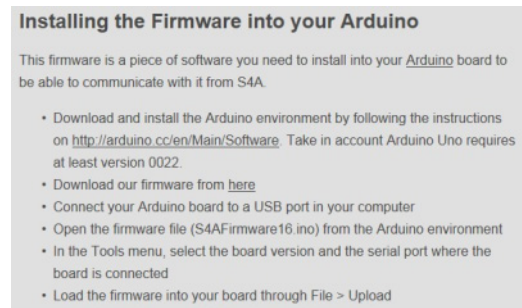 Installing the Firmware into your Arduino
This firmware is a piece of software you need to install into your Arduino board to
be able to communicate with it from S4A.
• Download and install the Arduino environment by following the instructions
on http://arduino.cc/en/Main/Software. Take in account Arduino Uno requires
at least version 0022.
• Download our firmware from here
• Connect your Arduino board to a USB port in your computer
• Open the firmware file (S4AFirmware16.ino) from the Arduino environment
• In the Tools menu, select the board version and the serial port where the
board is connected
• Load the firmware into your board through File > Upload